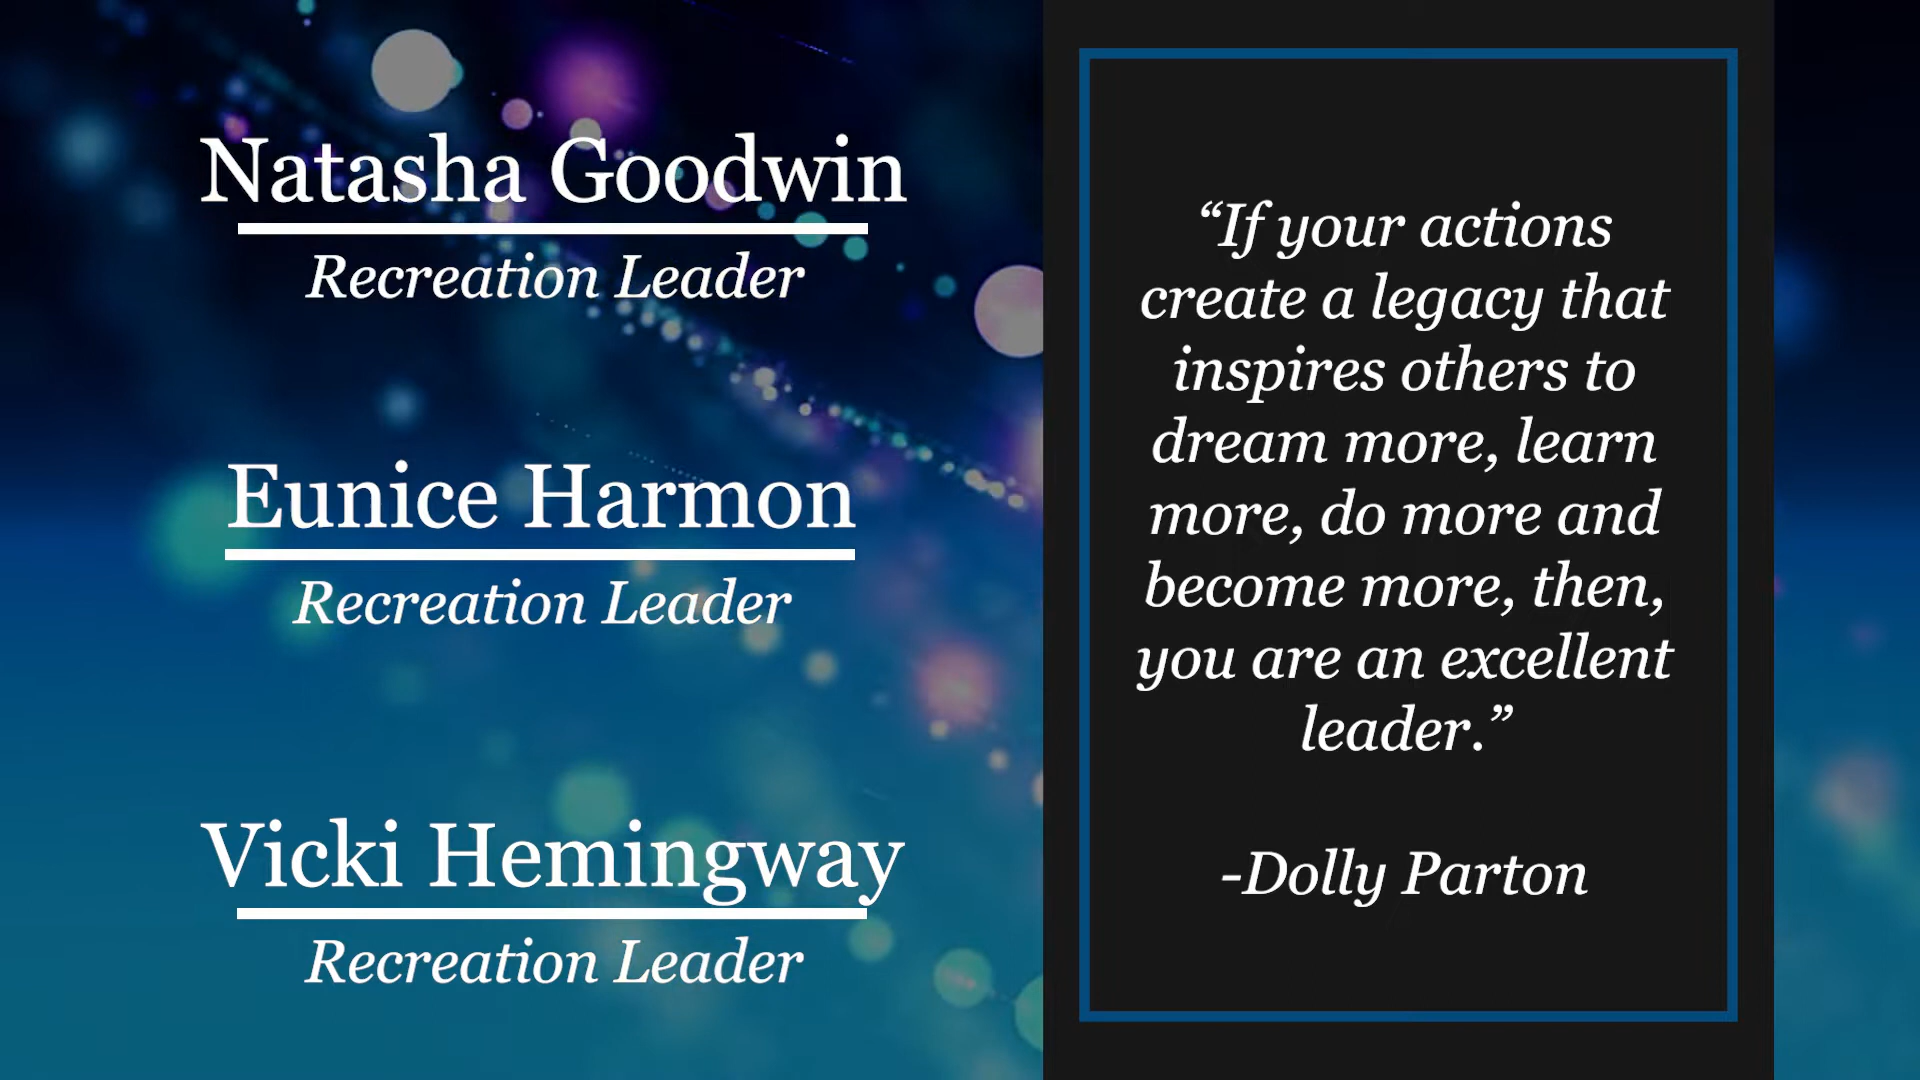 Natasha Goodwin
Recreation Leader
Eunice Harmon
Recreation Leader
Vicki Hemingway
Recreation Leader
“If your actions
create a legacy that
inspires others to
dream more, learn
more, do more and
become more, then,
you are an excellent
leader.”
-Dolly Parton